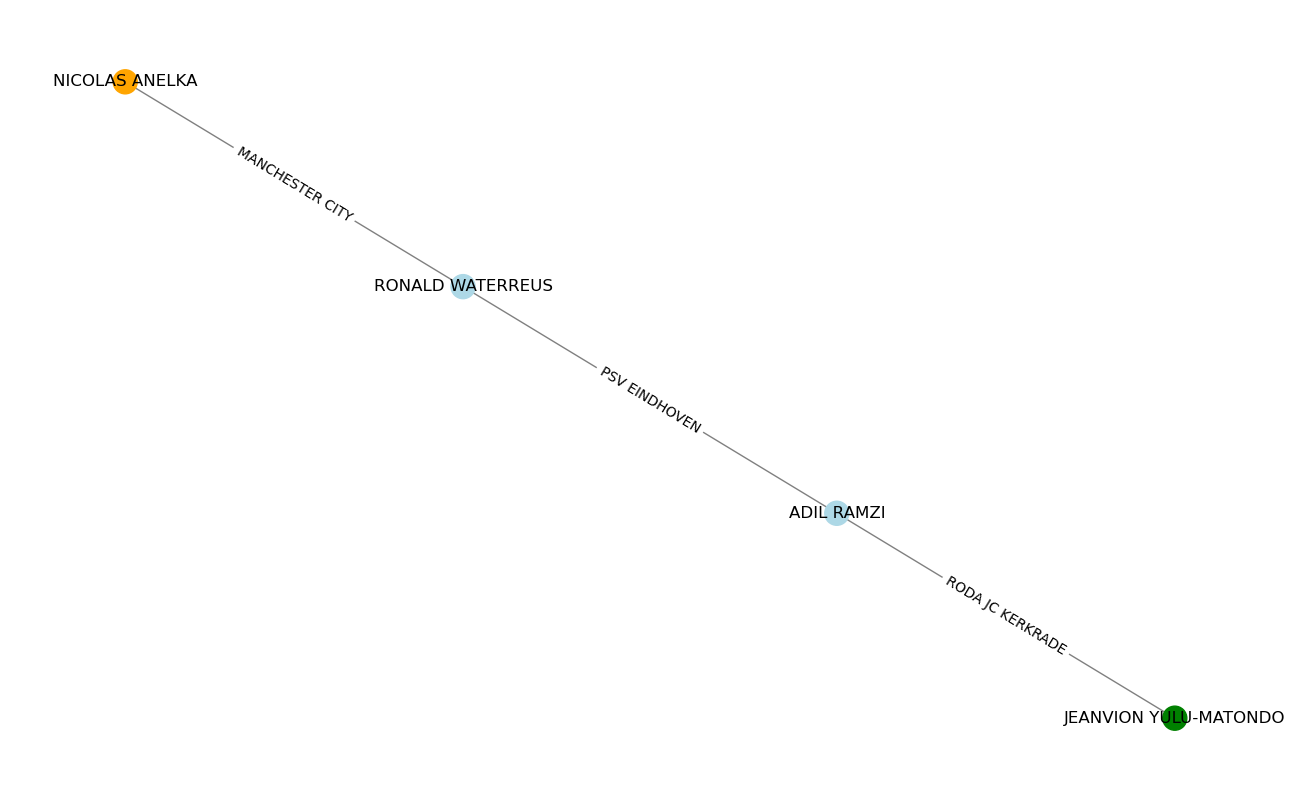 NICOLAS ANELKA
MANCHESTER CITY
RONALD WATERREUS
PSV EINDHOVEN
ADIL RAMZI
RODA JC KERKRADE
JEANVION YULU-MATONDO